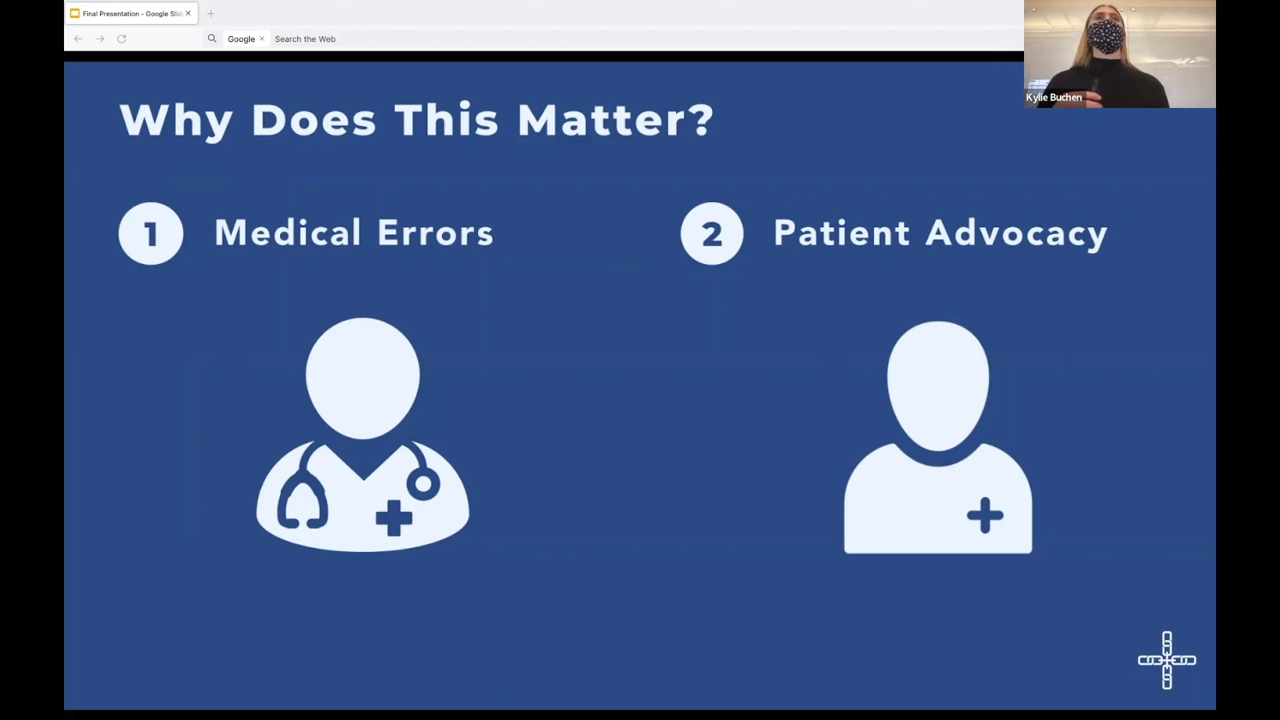 Final Presentation - Google Slid
Google
Search the Web
Kylie Buchen
Why Does This Matter?
1 Medical Errors
2 Patient Advocacy